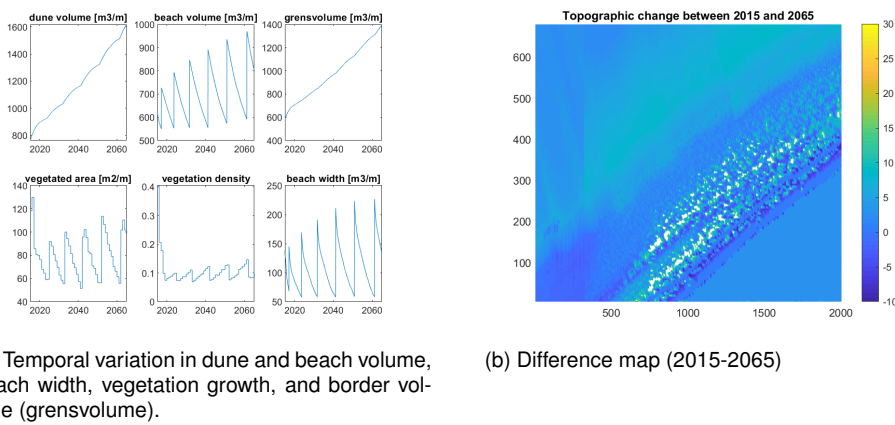 dune volume [m3/m] beach volume [m3/m] grensvolume [m3/m]
1600 1400 1200 1000 800
1000 900 800 700 600 500
1400 1200 1000 800 600 400
2020 2040 2060 2020 2040 2060 2020 2040 2060
vegetated area [m2/m] vegetation density beach width [m3/m]
140 120 100 80 60 40
0.4 0.3 0.2 0.1 0
250 200 150 100 50
2020 2040 2060 2020 2040 2060 2020 2040 2060
Temporal variation in dune and beach volume,
ach width, vegetation growth, and border vol-
e (grensvolume).
Topographic change between 2015 and 2065
600
500
400
300
200
100
500 1000 1500 2000
30
25
20
15
10
5
0
-5
-10
(b) Difference map (2015-2065)